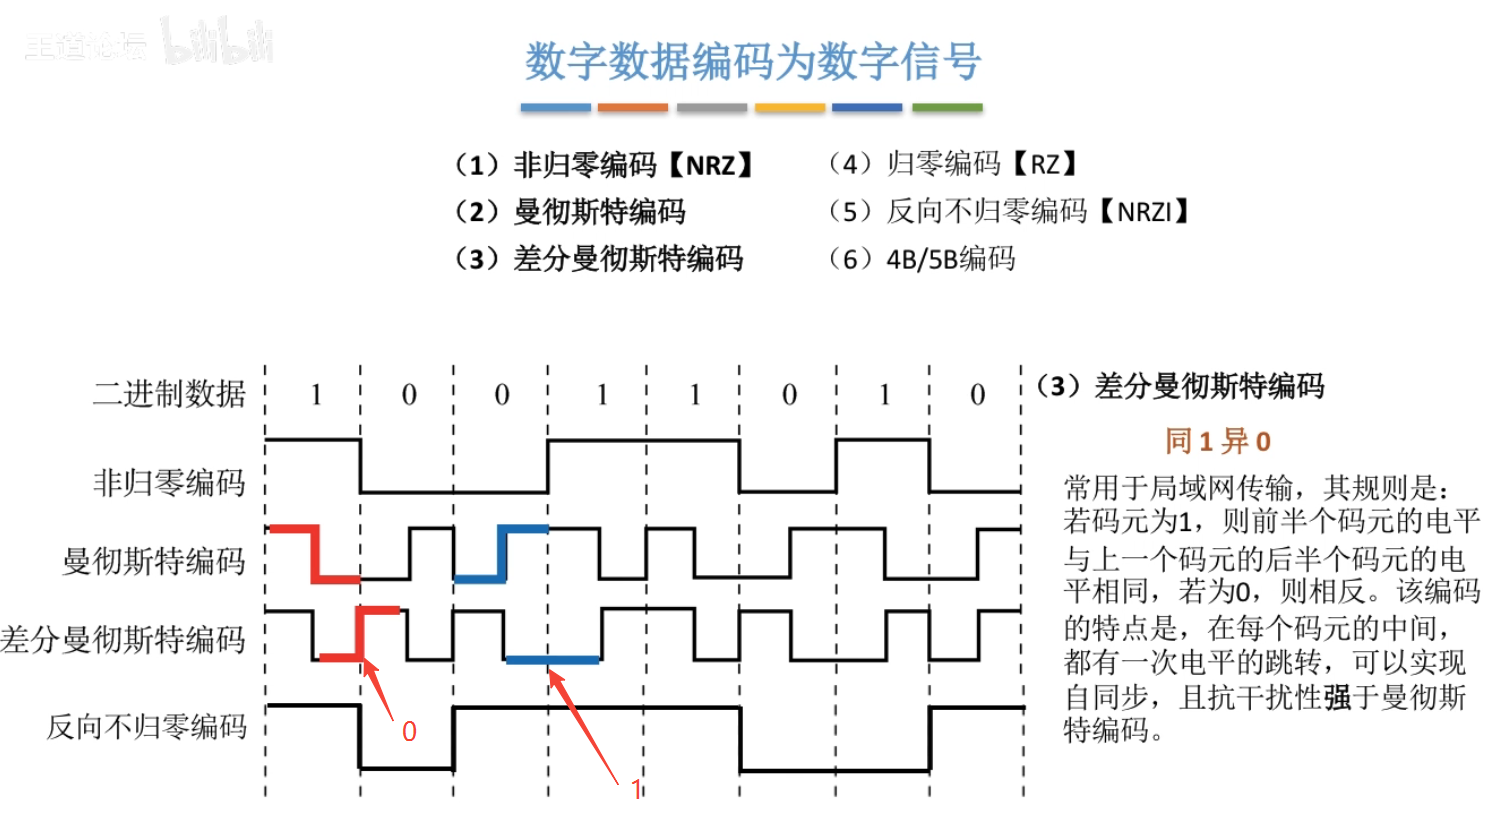 王道论坛 bilibili
数字数据编码为数字信号
（1）非归零编码【NRZ】
（2）曼彻斯特编码
（3）差分曼彻斯特编码
（4）归零编码【RZ】
（5）反向不归零编码【NRZI】
（6）4B/5B编码
二进制数据 1 0 0 1 1 0 1 0
非归零编码
曼彻斯特编码
差分曼彻斯特编码
反向不归零编码
0
1
（3）差分曼彻斯特编码
同 1 异 0
常用于局域网传输，其规则是：
若码元为1，则前半个码元的电平
与上一个码元的后半个码元的电
平相同，若为0，则相反。该编码
的特点是，在每个码元的中间，
都有一次电平的跳转，可以实现
自同步，且抗干扰性强于曼彻斯
特编码。